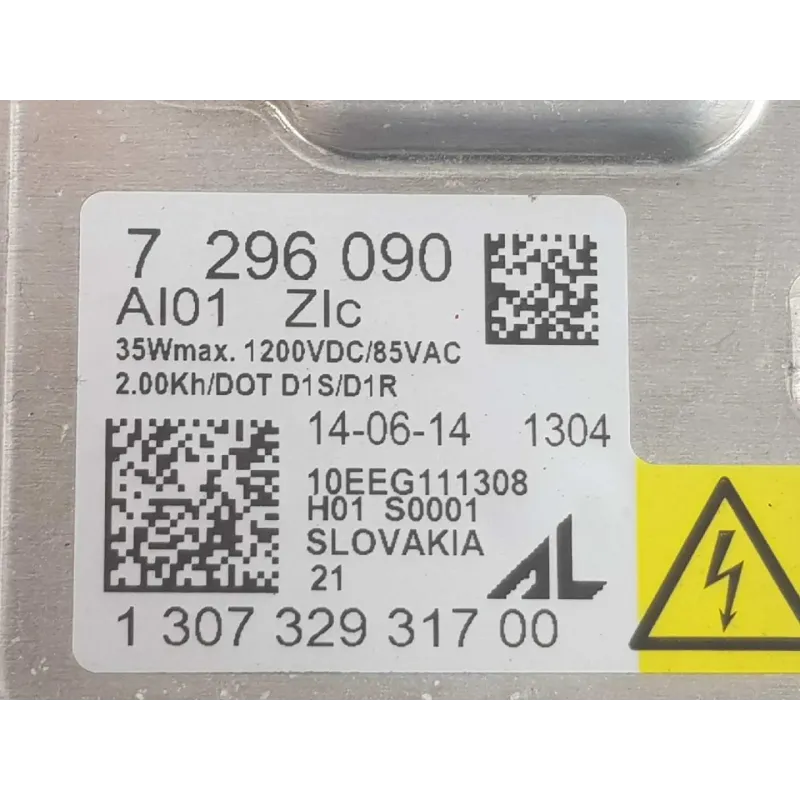 7 296 090
AI01 ZIc
35Wmax. 1200VDC/85VAC
2.00Kh/DOT D1S/D1R
14-06-14 1304
10EEG111308
H01 S0001
SLOVAKIA
21
AL
1 307 329 317 00